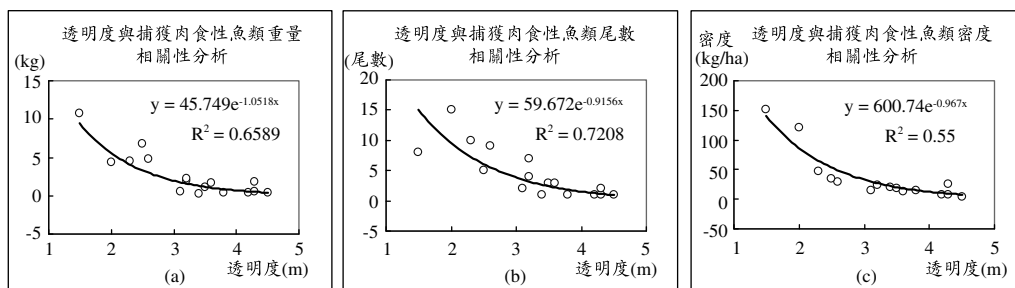 透明度與捕獲肉食性魚類重量
相關性分析
(kg)
15
10
5
0
-5
y = 45.749e-1.0518x
R2 = 0.6589
1 2 3 4 5
(a)
透明度(m)
透明度與捕獲肉食性魚類尾數
相關性分析
(尾數)
20
15
10
5
0
-5
y = 59.672e-0.9156x
R2 = 0.7208
1 2 3 4 5
(b)
透明度(m)
透明度與捕獲肉食性魚類密度
相關性分析
密度
(kg/ha)
200
150
100
50
0
-50
y = 600.74e-0.967x
R2 = 0.55
1 2 3 4 5
(c)
透明度(m)